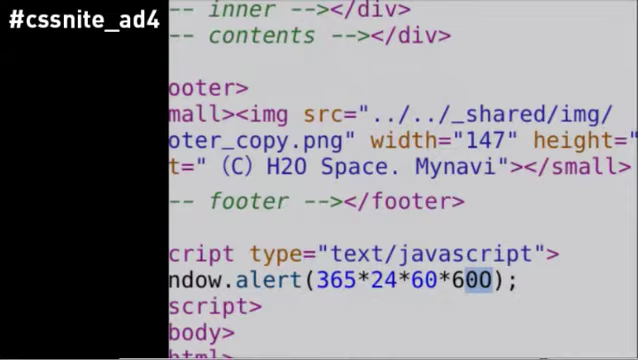 #cssnite_ad4
-- inner --></div>
-- contents --></div>
ooter>
mall><img src="../../_shared/img/
oter_copy.png" width="147" height="
t="（C）H2O Space. Mynavi"></small>
-- footer --></footer>
cript type="text/javascript">
ndow.alert(365*24*60*600);
script>
body>
html>